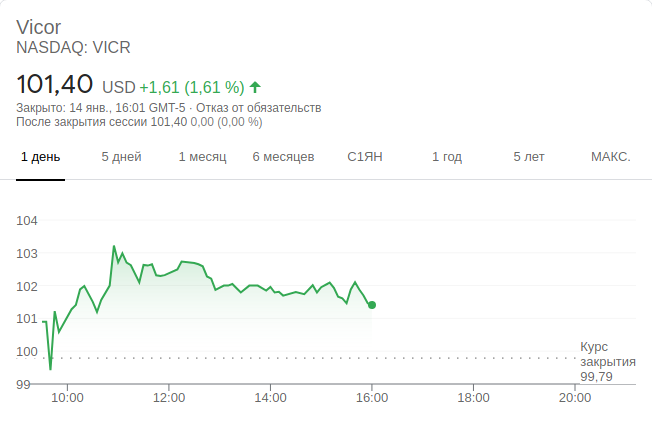 Vicor
NASDAQ: VICR
101,40 USD +1,61 (1,61 %)
Закрыто: 14 янв., 16:01 GMT-5 · Отказ от обязательств
После закрытия сессии 101,40 0,00 (0,00 %)
1 день 5 дней 1 месяц 6 месяцев С1ЯН 1 год 5 лет МАКС.
104
103
102
101
100
99
Курс
закрытия
99,79
10:00 12:00 14:00 16:00 18:00 20:00